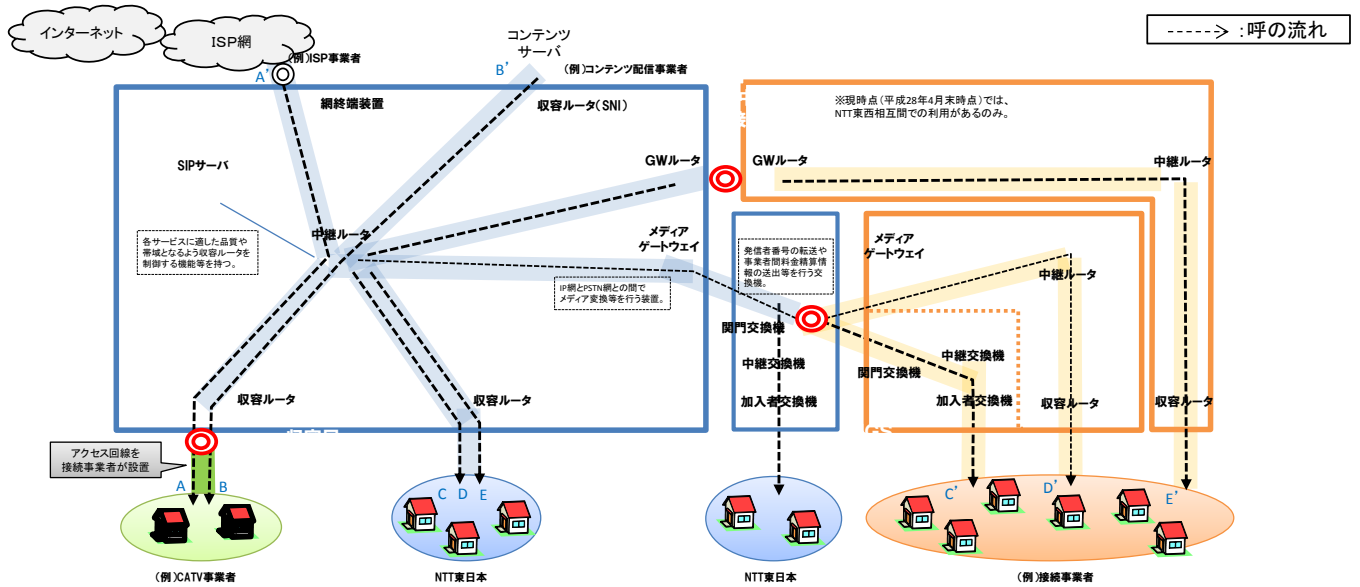 インターネット
ISP網
コンテンツ
サーバ
-----> :呼の流れ
(例)ISP事業者
A'
B'
(例)コンテンツ配信事業者
網終端装置
収容ルータ(SNI)
※現時点(平成28年4月末時点)では、
NTT東西相互間での利用があるのみ。
SIPサーバ
GWルータ
GWルータ
中継ルータ
中継ルータ
各サービスに適した品質や
帯域となるよう収容ルータを
制御する機能等を持つ。
メディア
ゲートウェイ
発信者番号の転送や
事業者間料金精算情
報の送出等を行う交
換機。
メディア
ゲートウェイ
中継ルータ
IP網とPSTN網との間で
メディア変換等を行う装置。
関門交換機
中継交換機
加入者交換機
関門交換機
中継交換機
加入者交換機
収容ルータ
収容ルータ
収容ルータ
収容ルータ
アクセス回線を
接続事業者が設置
A
B
C
D
E
C'
D'
E'
(例)CATV事業者
NTT東日本
NTT東日本
(例)接続事業者